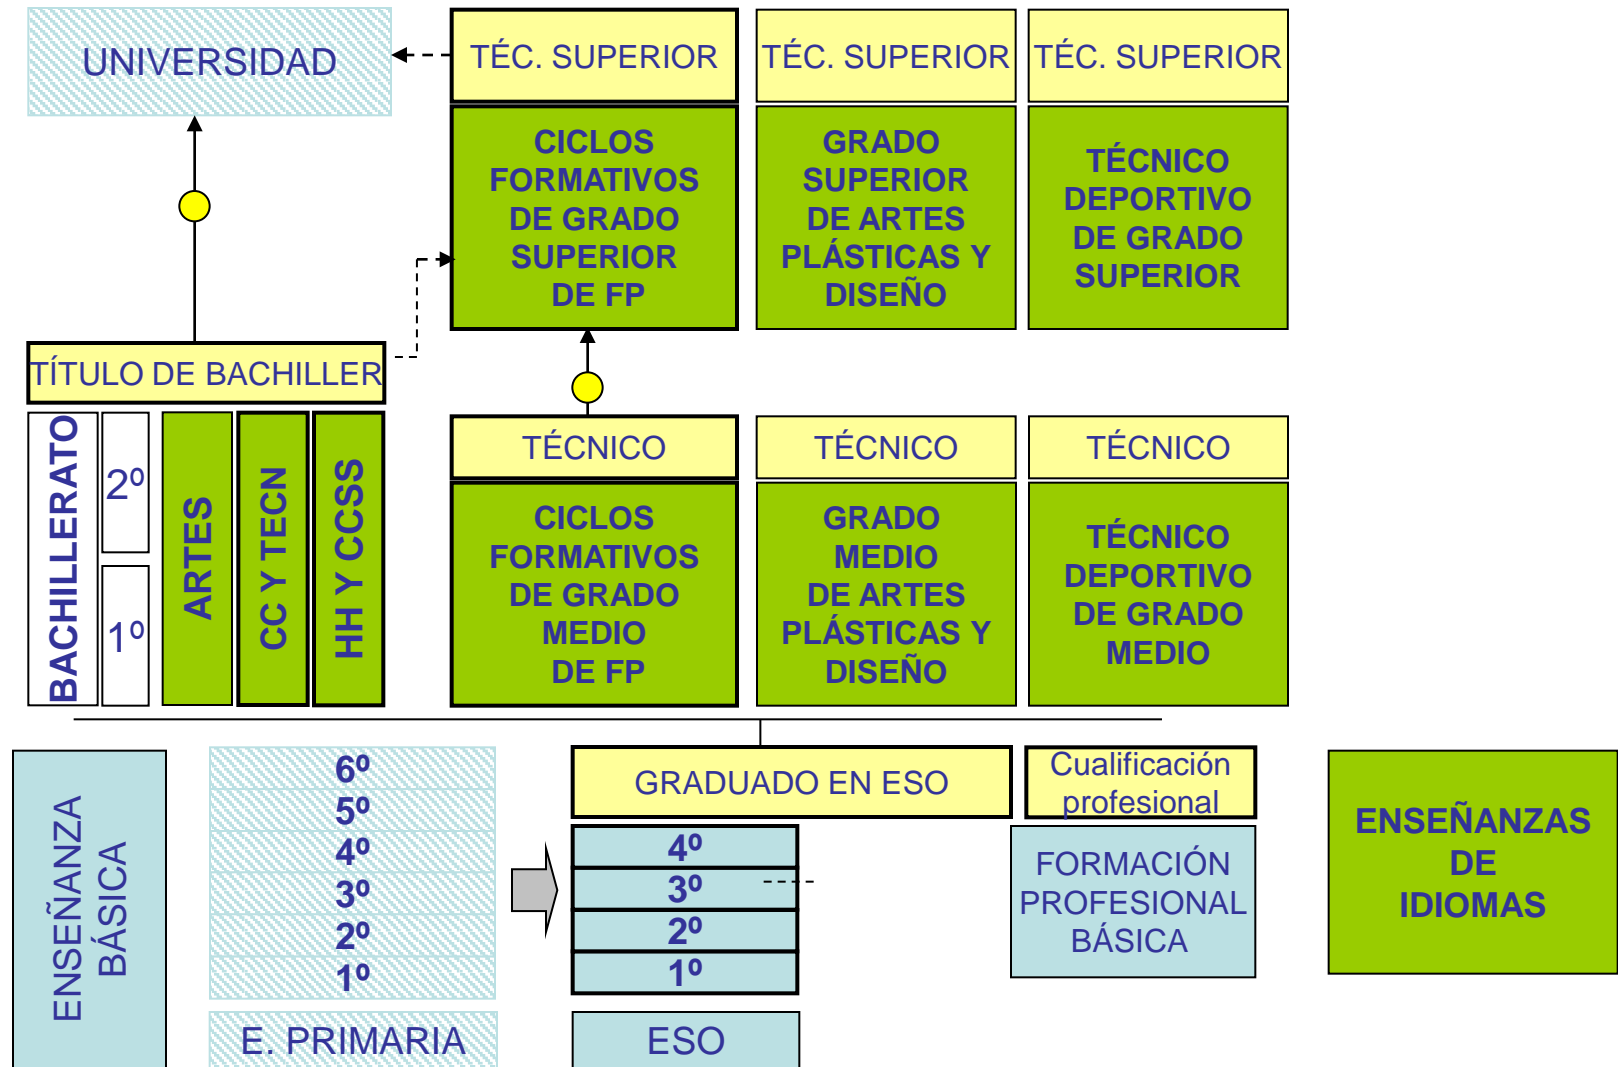 UNIVERSIDAD
TÉC. SUPERIOR
TÉC. SUPERIOR
TÉC. SUPERIOR
CICLOS
FORMATIVOS
DE GRADO
SUPERIOR
DE FP
GRADO
SUPERIOR
DE ARTES
PLÁSTICAS Y
DISEÑO
TÉCNICO
DEPORTIVO
DE GRADO
SUPERIOR
TÍTULO DE BACHILLER
BACHILLERATO
2º
1º
ARTES
CC Y TECN
HH Y CCSS
TÉCNICO
TÉCNICO
TÉCNICO
CICLOS
FORMATIVOS
DE GRADO
MEDIO
DE FP
GRADO
MEDIO
DE ARTES
PLÁSTICAS Y
DISEÑO
TÉCNICO
DEPORTIVO
DE GRADO
MEDIO
ENSEÑANZA
BÁSICA
6º
5º
4º
3º
2º
1º
E. PRIMARIA
GRADUADO EN ESO
4º
3º
2º
1º
ESO
Cualificación
profesional
FORMACIÓN
PROFESIONAL
BÁSICA
ENSEÑANZAS
DE
IDIOMAS